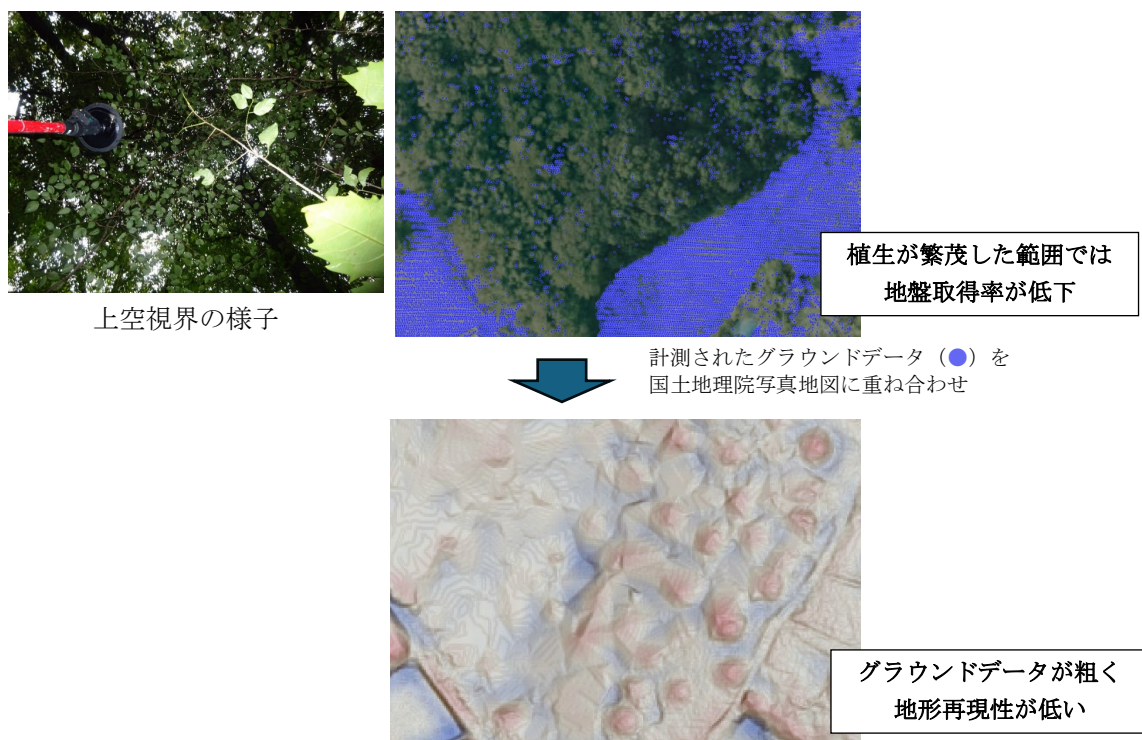 上空視界の様子
植生が繁茂した範囲では
地盤取得率が低下
計測されたグラウンドデータ（●）を
国土地理院写真地図に重ね合わせ
グラウンドデータが粗く
地形再現性が低い